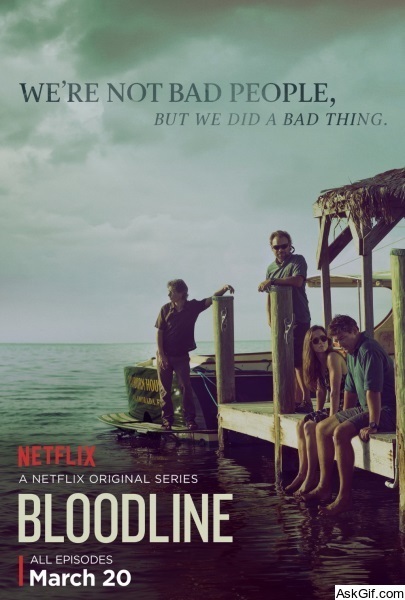 WE'RE NOT BAD PEOPLE,
BUT WE DID A BAD THING.
NETFLIX
A NETFLIX ORIGINAL SERIES
BLOODLINE
ALL EPISODES
March 20
AskGif.com